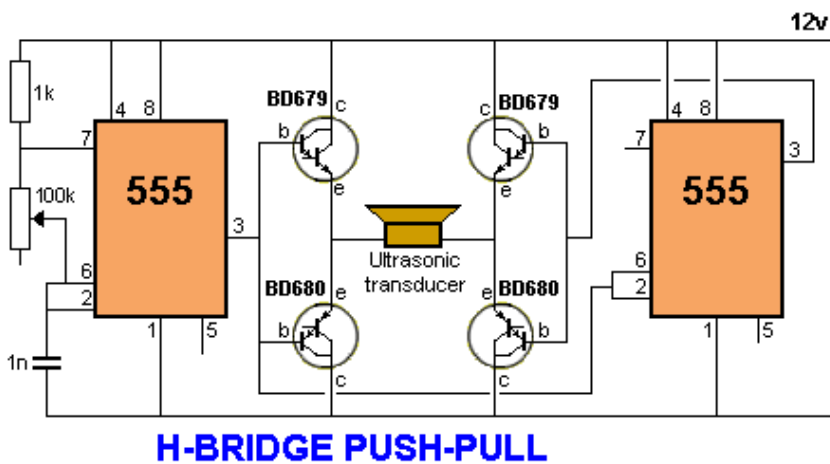 12v
1k
BD679
c
c
BD679
4
8
4
8
b
b
7
7
3
555
555
100k
e
e
3
6
Ultrasonic
transducer
6
2
BD680
e
e
BD680
2
1
5
b
b
1
5
1n
c
c
H-BRIDGE PUSH-PULL